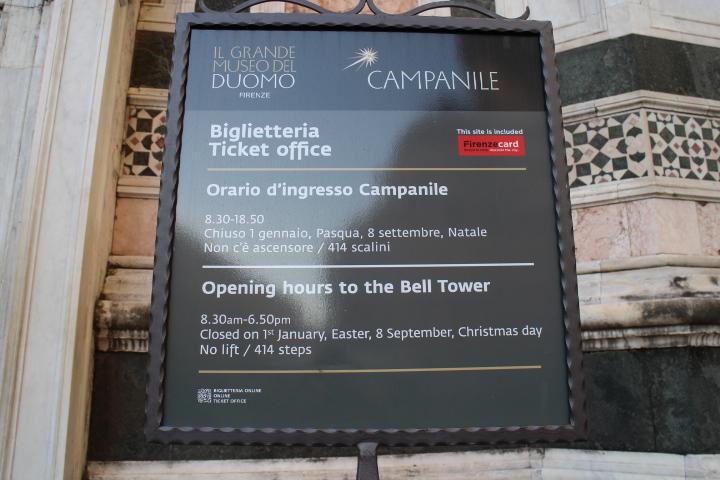 IL GRANDE
MUSEO DEL
DUOMO
FIRENZE
CAMPANILE
Biglietteria
Ticket office
This site is included
Firenzecard
Orario d'ingresso Campanile
8.30-18.50
Chiuso 1 gennaio, Pasqua, 8 settembre, Natale
Non c'è ascensore / 414 scalini
Opening hours to the Bell Tower
8.30am-6.50pm
Closed on 1st January, Easter, 8 September, Christmas day
No lift / 414 steps
BIGLIETTERIA ONLINE
ONLINE
TICKET OFFICE